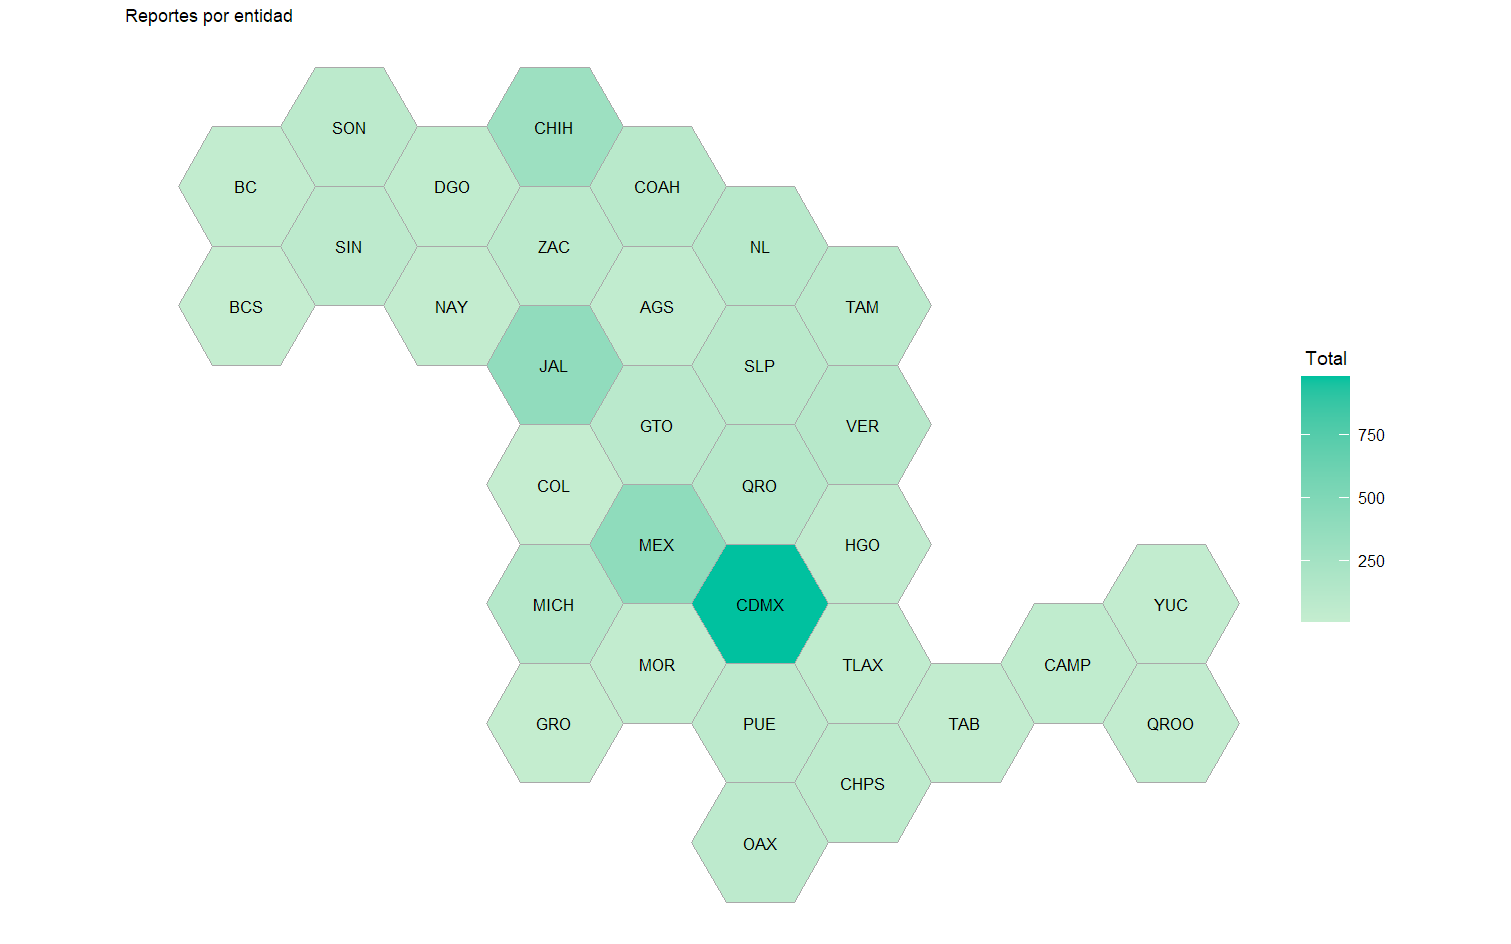 Reportes por entidad
SON
CHIH
BC
DGO
COAH
SIN
ZAC
NL
BCS
NAY
AGS
TAM
JAL
SLP
GTO
VER
COL
QRO
MEX
HGO
MICH
CDMX
YUC
MOR
TLAX
CAMP
GRO
PUE
TAB
QROO
CHPS
OAX
Total
750
500
250